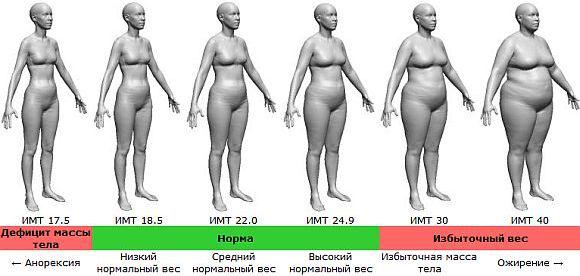 ИМТ 17.5 ИМТ 18.5 ИМТ 22.0 ИМТ 24.9 ИМТ 30 ИМТ 40
Дефицит массы тела Норма Избыточный вес
← Анорексия Низкий Средний Высокий Избыточная масса Ожирение →
нормальный вес нормальный вес нормальный вес тела